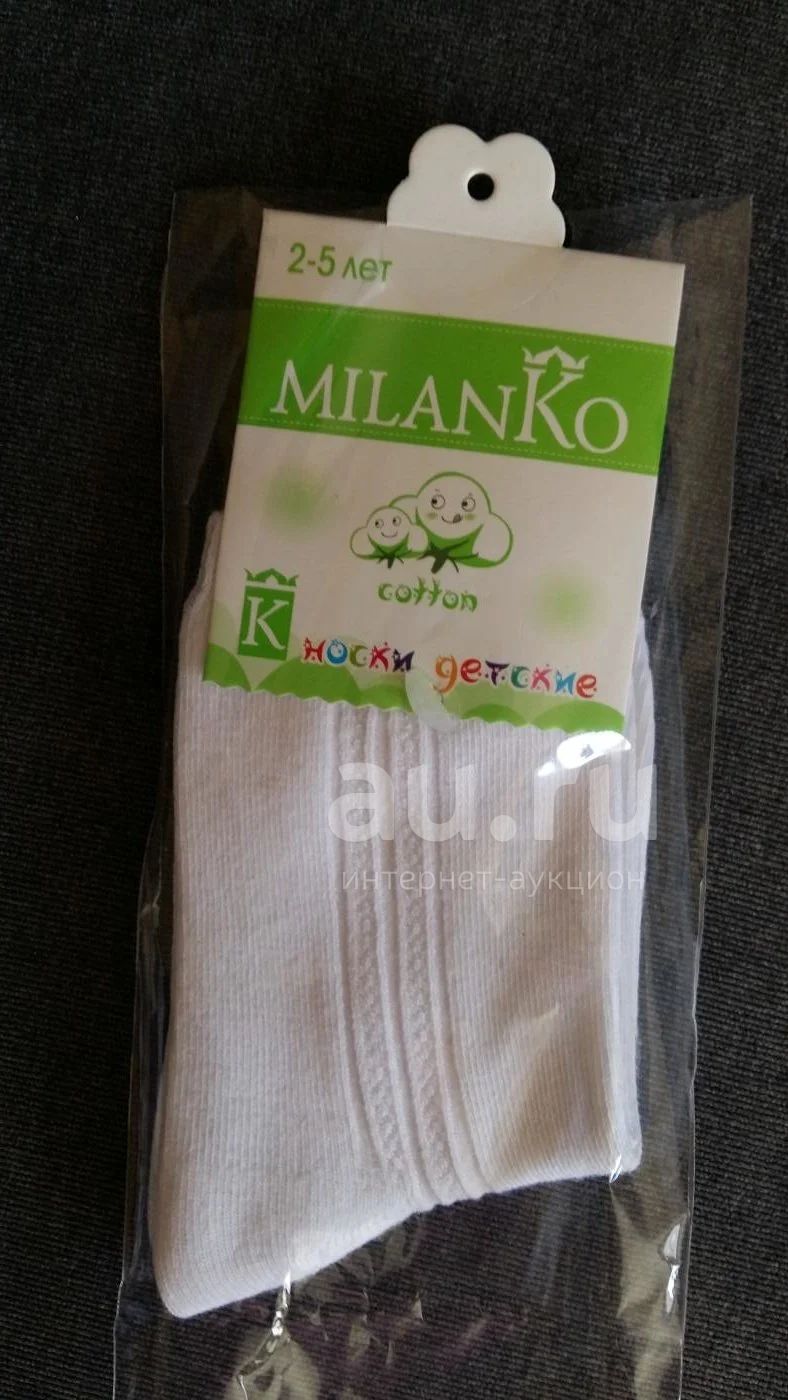 2-5 лет
MILANKO
cotton
K носки детские
au.ru
интернет-аукцион